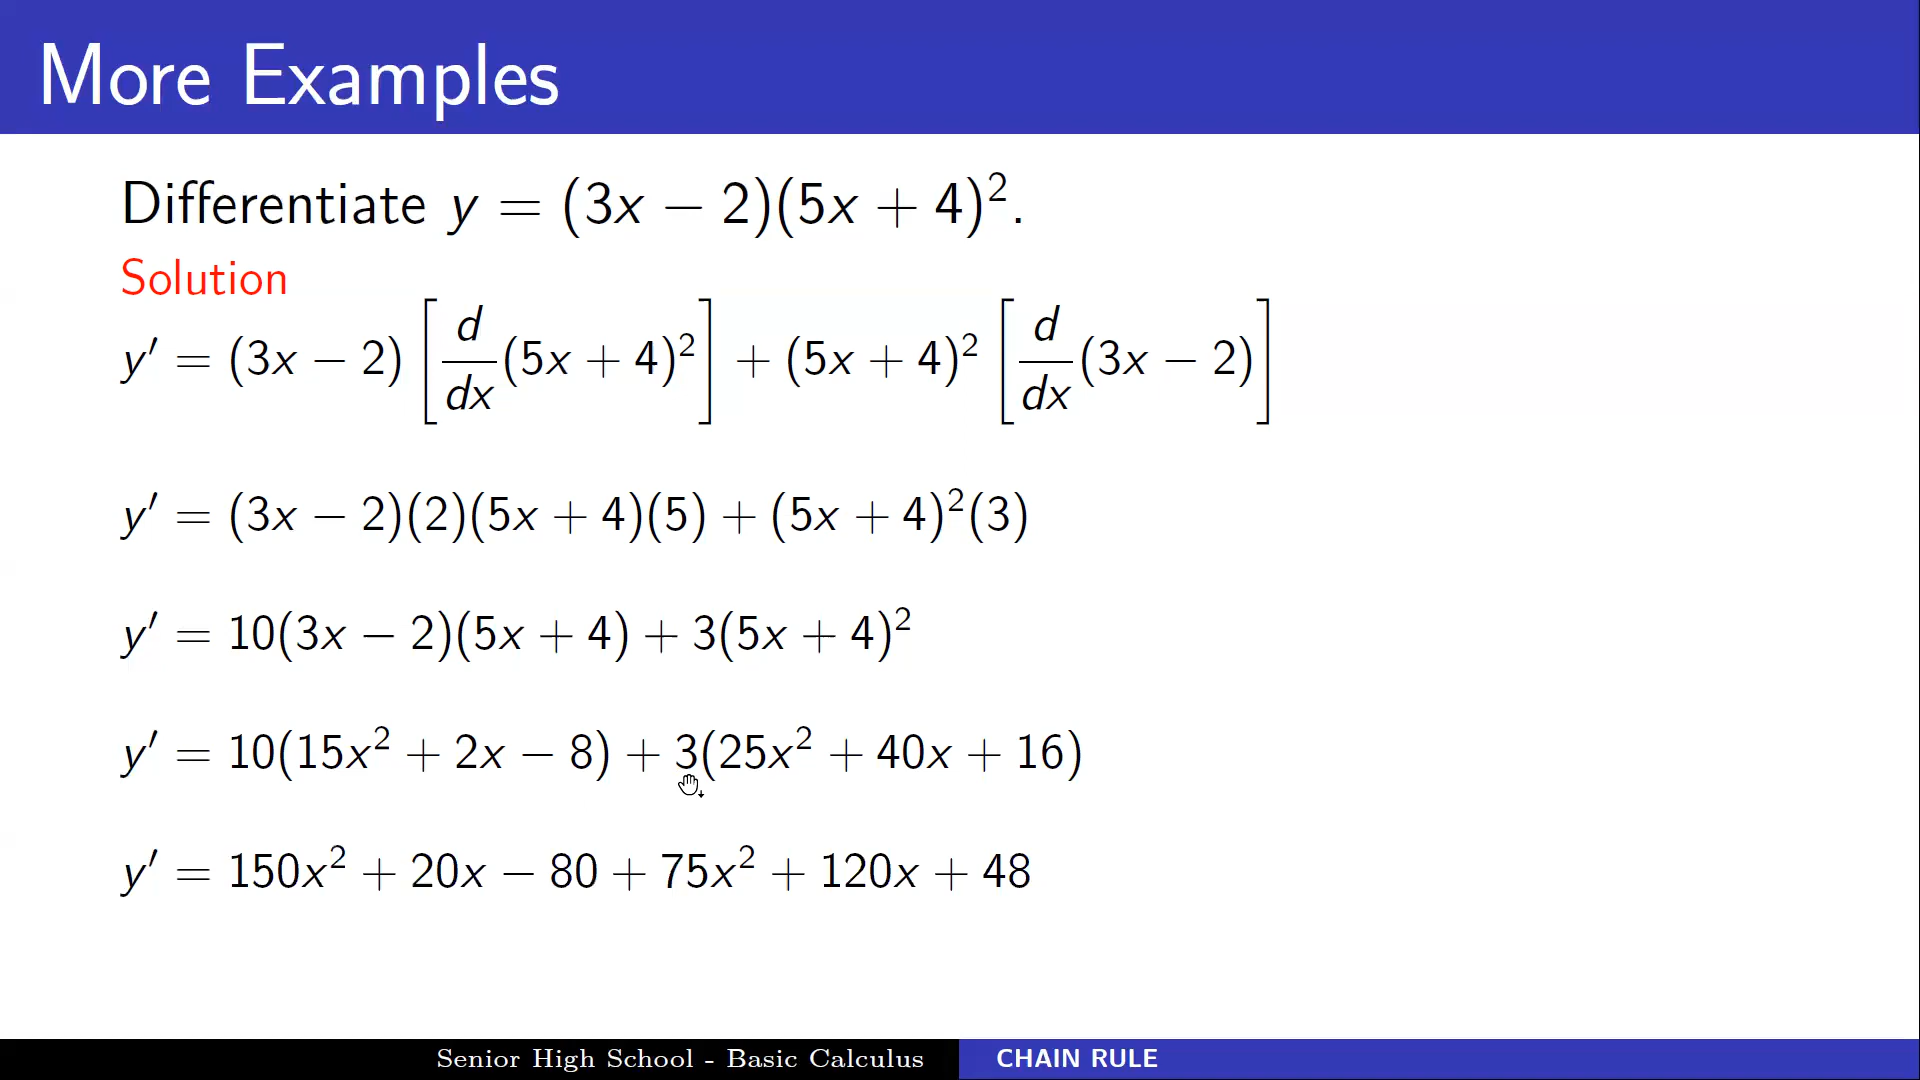 More Examples
Differentiate y = (3x − 2)(5x + 4)².
Solution
y′ = (3x − 2) [d/dx (5x + 4)²] + (5x + 4)² [d/dx (3x − 2)]
y′ = (3x − 2)(2)(5x + 4)(5) + (5x + 4)²(3)
y′ = 10(3x − 2)(5x + 4) + 3(5x + 4)²
y′ = 10(15x² + 2x − 8) + 3(25x² + 40x + 16)
y′ = 150x² + 20x − 80 + 75x² + 120x + 48
Senior High School - Basic Calculus CHAIN RULE